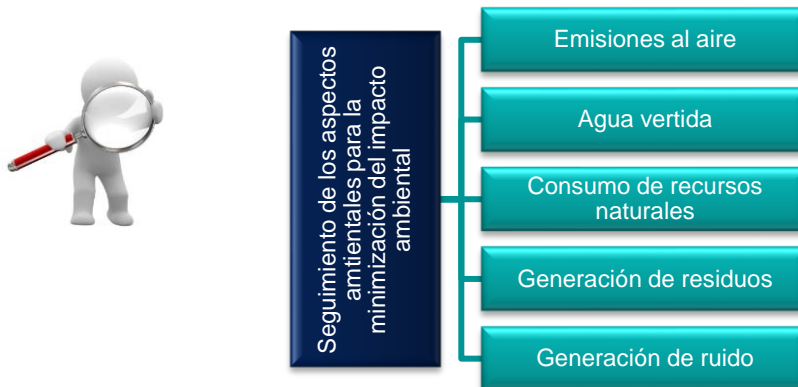 Seguimiento de los aspectos
amtientales para la
minimización del impacto
ambiental
Emisiones al aire
Agua vertida
Consumo de recursos
naturales
Generación de residuos
Generación de ruido